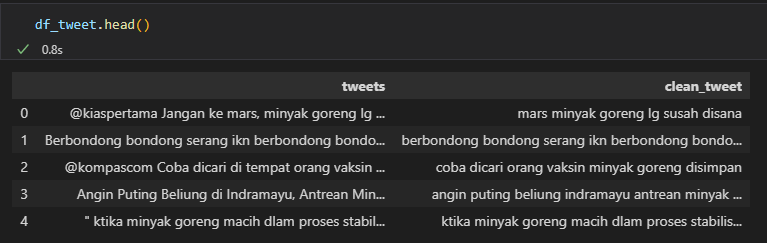 df_tweet.head()
✓ 0.8s
tweets clean_tweet
0 @kiaspertama Jangan ke mars, minyak goreng lg ... mars minyak goreng lg susah disana
1 Berbondong bondong serang ikn berbondong bondo... berbondong bondong serang ikn berbondong bondo...
2 @kompascom Coba dicari di tempat orang vaksin ... coba dicari orang vaksin minyak goreng disimpan
3 Angin Puting Beliung di Indramayu, Antrean Min... angin puting beliung indramayu antrean minyak ...
4 " ktika minyak goreng macih dlam proses stabil... ktika minyak goreng macih dlam proses stabilis...